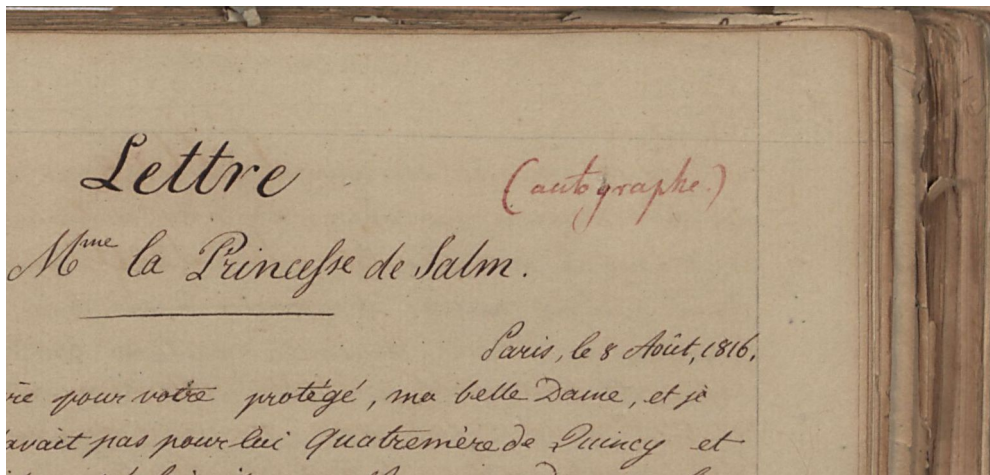 Lettre (autographe.)
Mme la Princesse de Salm.
Paris, le 8 Août, 1816.
pour votre protégé, ma belle Dame, et je
avait pas pour lui Quatremère de Quincy et